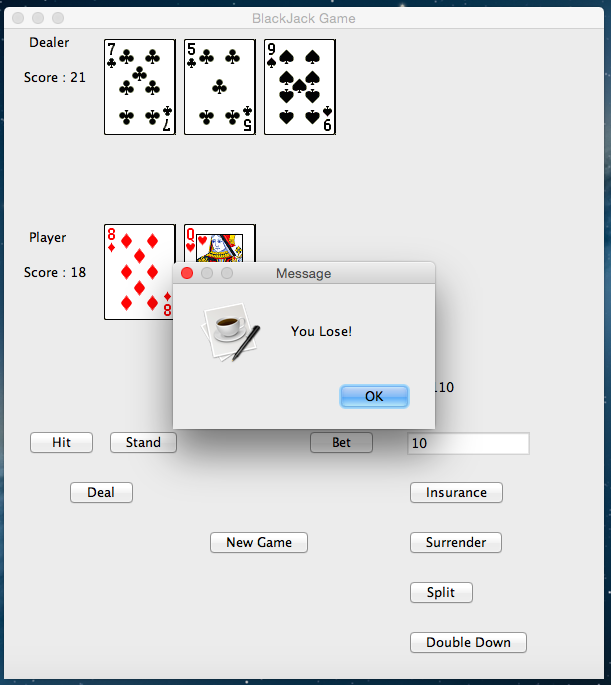 BlackJack Game
Dealer
7 5 9
Score : 21
7 5 9
Player
8 Q
Score : 18
8
Message
You Lose!
OK
10
Hit Stand Bet 10
Deal Insurance
New Game Surrender
Split
Double Down